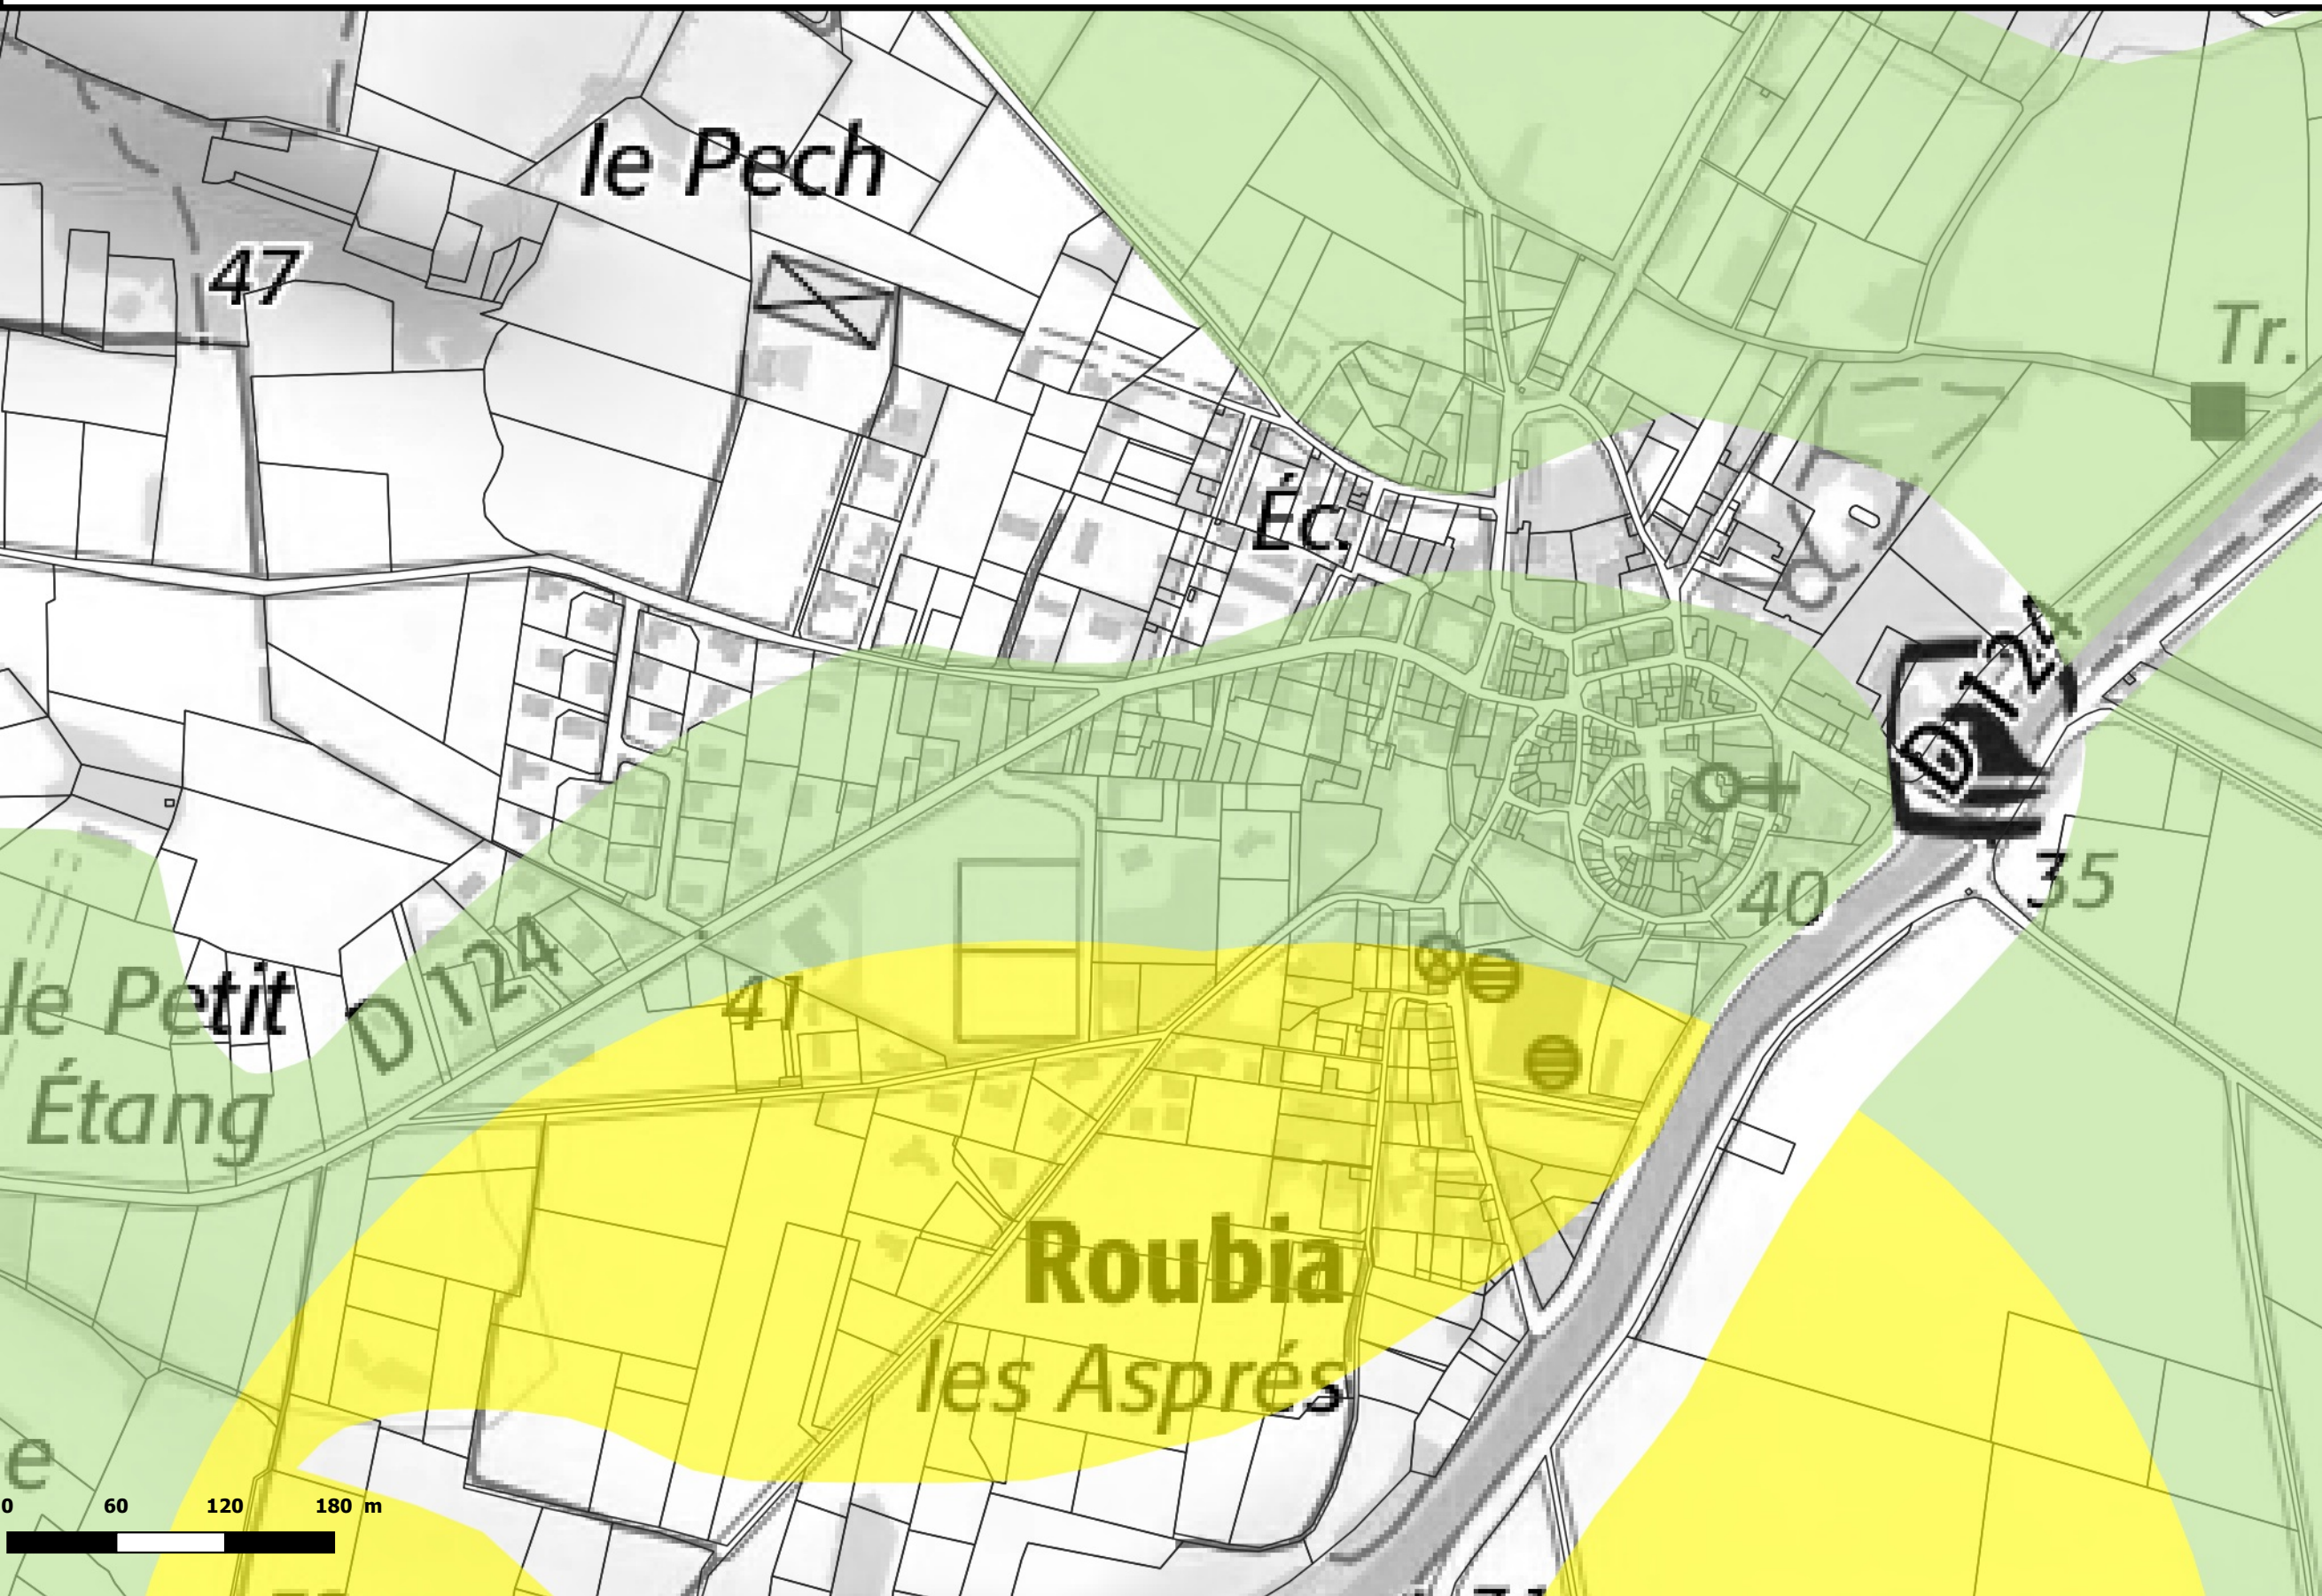 le Pech
47
Tr.
Éc.
D 124
35
40
le Petit
Étang
D 124
41
Roubia
les Asprés
e
0 60 120 180 m